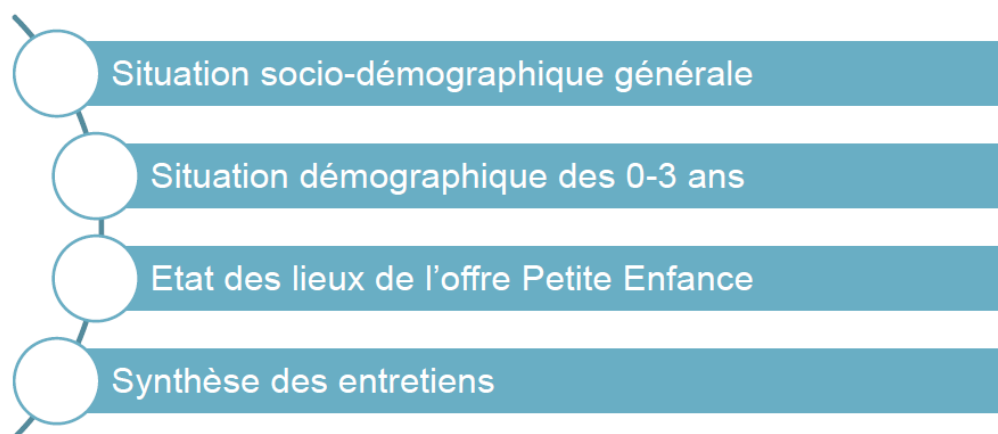 Situation socio-démographique générale
Situation démographique des 0-3 ans
Etat des lieux de l’offre Petite Enfance
Synthèse des entretiens